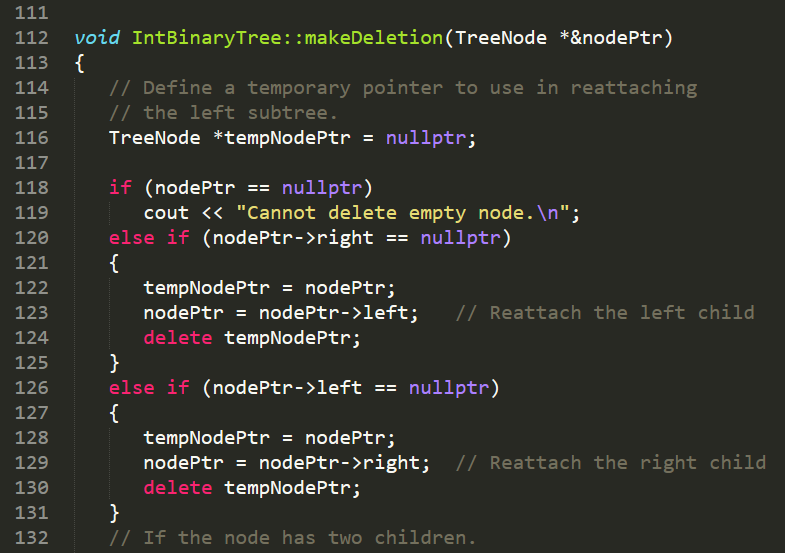 111
112 void IntBinaryTree::makeDeletion(TreeNode *&nodePtr)
113 {
114    // Define a temporary pointer to use in reattaching
115    // the left subtree.
116    TreeNode *tempNodePtr = nullptr;
117
118    if (nodePtr == nullptr)
119       cout << "Cannot delete empty node.\n";
120    else if (nodePtr->right == nullptr)
121    {
122       tempNodePtr = nodePtr;
123       nodePtr = nodePtr->left;   // Reattach the left child
124       delete tempNodePtr;
125    }
126    else if (nodePtr->left == nullptr)
127    {
128       tempNodePtr = nodePtr;
129       nodePtr = nodePtr->right;  // Reattach the right child
130       delete tempNodePtr;
131    }
132    // If the node has two children.